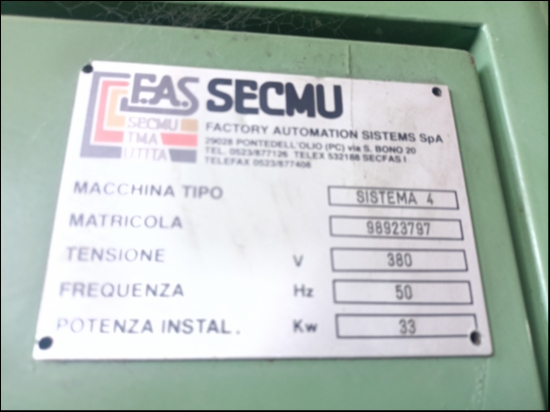 F.A.S SECMU
SECMU
TMA
UTITA
FACTORY AUTOMATION SISTEMS SpA
29028 PONTEDELL'OLIO (PC) via S. BONO 20
TEL. 0523/877126 TELEX 532188 SECFAS I
TELEFAX 0523/877408
MACCHINA TIPO SISTEMA 4
MATRICOLA 98923797
TENSIONE V 380
FREQUENZA Hz 50
POTENZA INSTAL. Kw 33